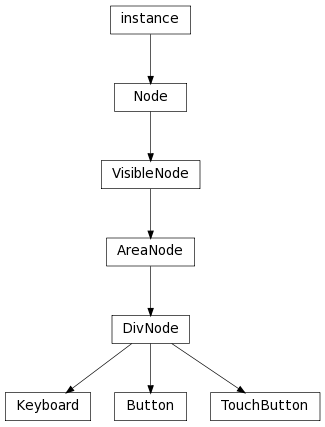 instance
Node
VisibleNode
AreaNode
DivNode
Keyboard
Button
TouchButton